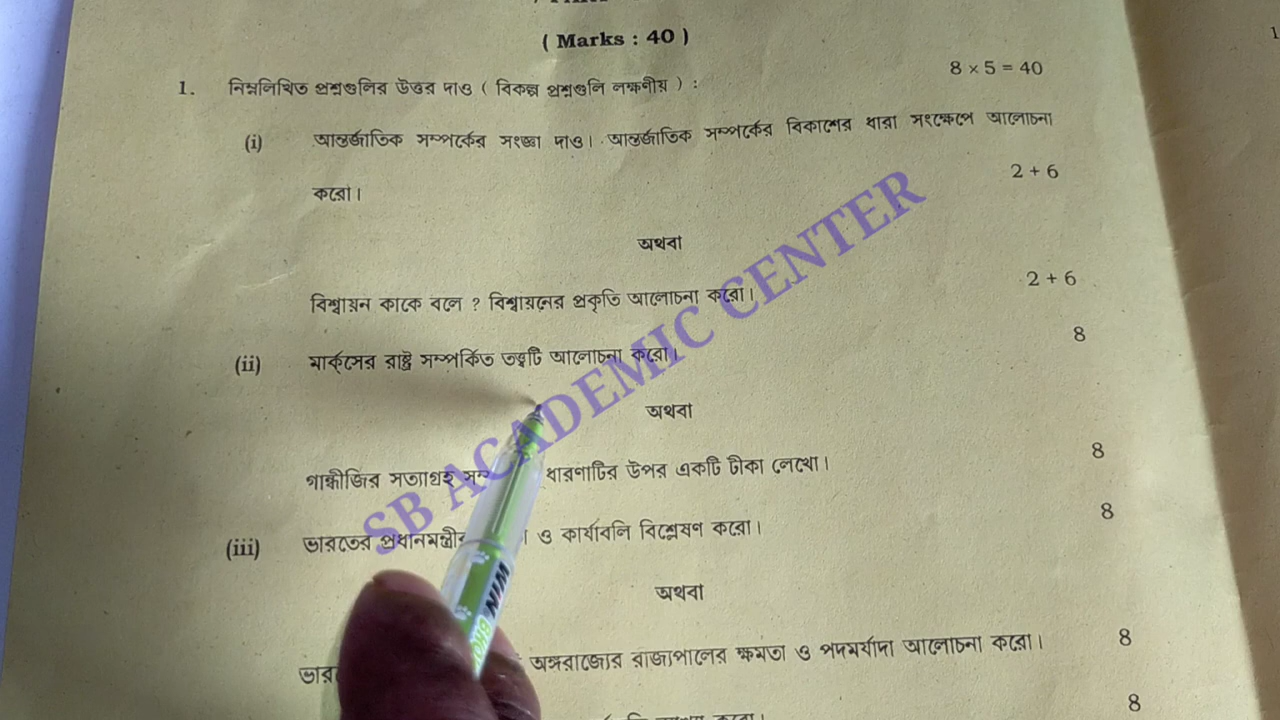 ( Marks : 40 )
1. নিম্নলিখিত প্রশ্নগুলির উত্তর দাও ( বিকল্প প্রশ্নগুলি লক্ষণীয় ) : 8 × 5 = 40
(i) আন্তর্জাতিক সম্পর্কের সংজ্ঞা দাও। আন্তর্জাতিক সম্পর্কের বিকাশের ধারা সংক্ষেপে আলোচনা
করো। 2 + 6
অথবা
বিশ্বায়ন কাকে বলে ? বিশ্বায়নের প্রকৃতি আলোচনা করো। 2 + 6
(ii) মার্কসের রাষ্ট্র সম্পর্কিত তত্ত্বটি আলোচনা করো। 8
অথবা
গান্ধীজির সত্যাগ্রহ ধারণাটির উপর একটি টীকা লেখো। 8
(iii) ভারতের প্রধানমন্ত্রীর ও কার্যাবলি বিশ্লেষণ করো। 8
অথবা
অঙ্গরাজ্যের রাজ্যপালের ক্ষমতা ও পদমর্যাদা আলোচনা করো। 8
করো। 8
SB ACADEMIC CENTER
WIN
1